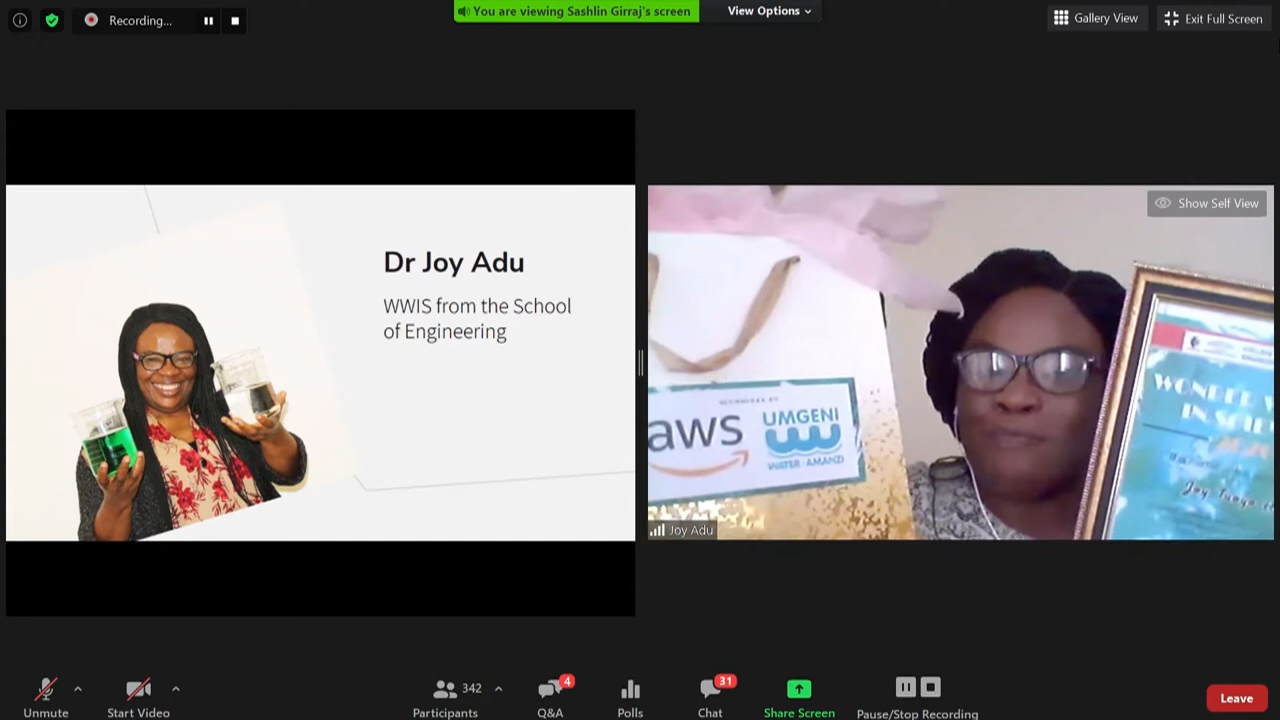 Recording...
You are viewing Sashlin Girraj's screen
View Options
Gallery View
Exit Full Screen
Dr Joy Adu
WWIS from the School
of Engineering
Show Self View
aws
UMGENI
WATER · AMANZI
Joy Adu
Unmute
Start Video
342
Participants
4
Q&A
Polls
31
Chat
Share Screen
Pause/Stop Recording
Leave